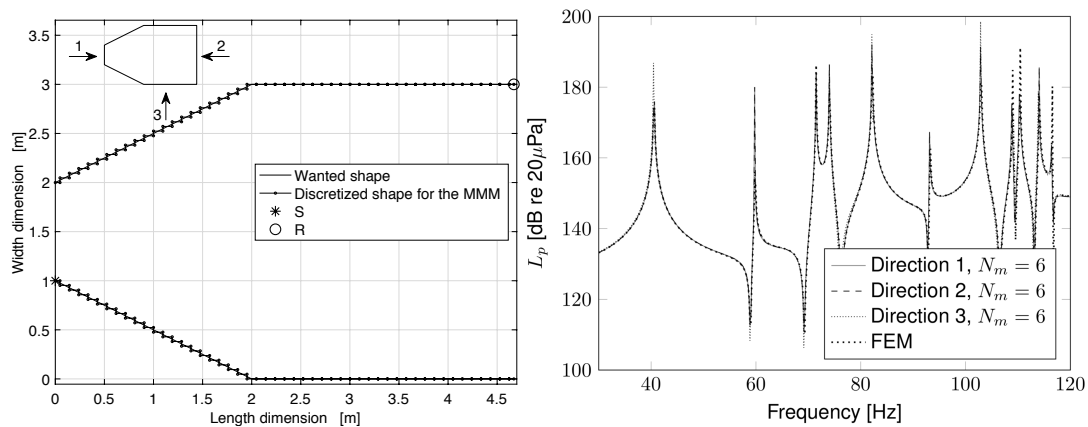 3.5
3
2.5
2
1.5
1
0.5
0
Width dimension [m]
1
2
3
Wanted shape
Discretized shape for the MMM
S
R
0 0.5 1 1.5 2 2.5 3 3.5 4 4.5
Length dimension [m]
200
180
160
140
120
100
L_p [dB re 20μPa]
Direction 1, N_m = 6
Direction 2, N_m = 6
Direction 3, N_m = 6
FEM
40 60 80 100 120
Frequency [Hz]